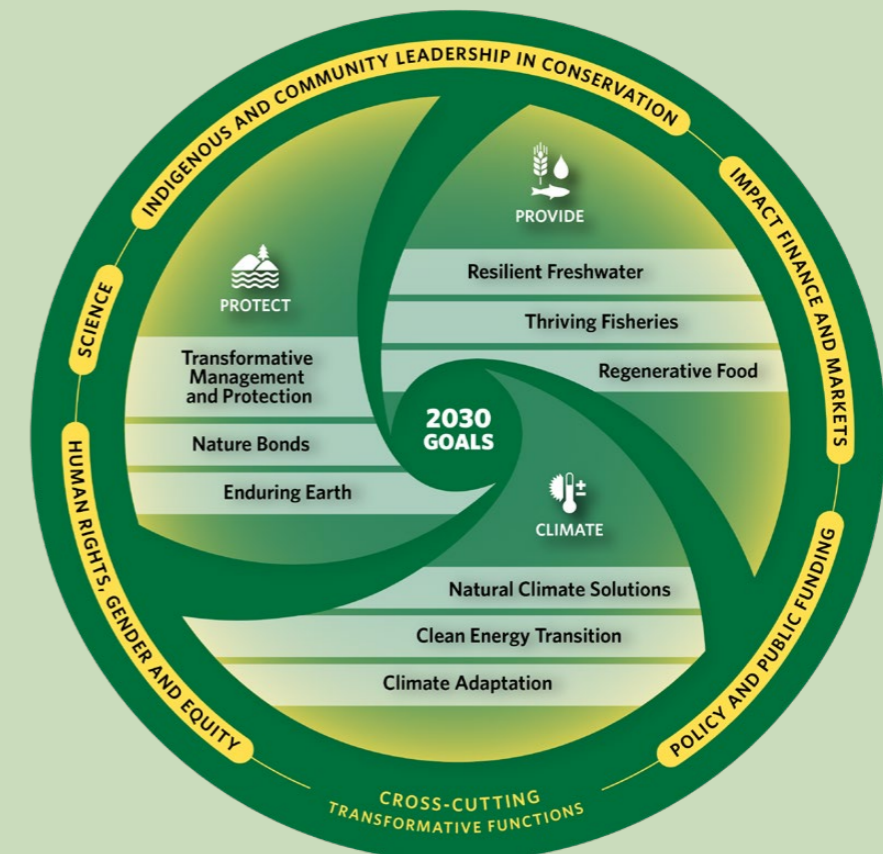 INDIGENOUS AND COMMUNITY LEADERSHIP IN CONSERVATION
IMPACT FINANCE AND MARKETS
POLICY AND PUBLIC FUNDING
CROSS-CUTTING
TRANSFORMATIVE FUNCTIONS
HUMAN RIGHTS, GENDER AND EQUITY
SCIENCE
PROTECT
Transformative
Management
and Protection
Nature Bonds
Enduring Earth
PROVIDE
Resilient Freshwater
Thriving Fisheries
Regenerative Food
2030
GOALS
CLIMATE
Natural Climate Solutions
Clean Energy Transition
Climate Adaptation